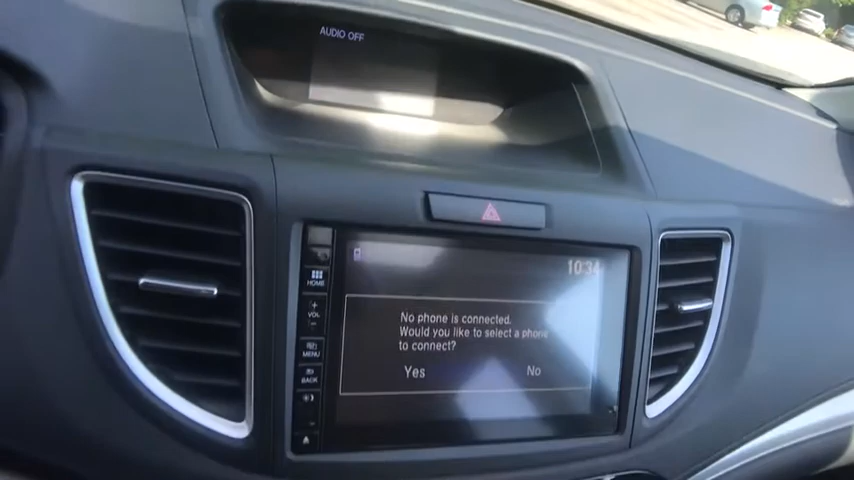 AUDIO OFF
10:34
HOME
+
VOL
-
MENU
BACK
No phone is connected.
Would you like to select a phone
to connect?
Yes
No